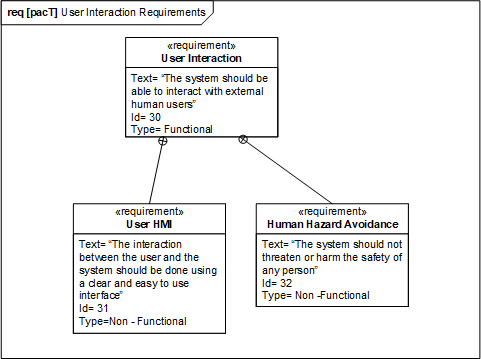 req [pacT] User Interaction Requirements
«requirement»
User Interaction
Text= “The system should be
able to interact with external
human users”
Id= 30
Type= Functional
«requirement»
User HMI
Text= “The interaction
between the user and the
system should be done using
a clear and easy to use
interface”
Id= 31
Type=Non - Functional
«requirement»
Human Hazard Avoidance
Text= “The system should not
threaten or harm the safety of
any person”
Id= 32
Type= Non -Functional